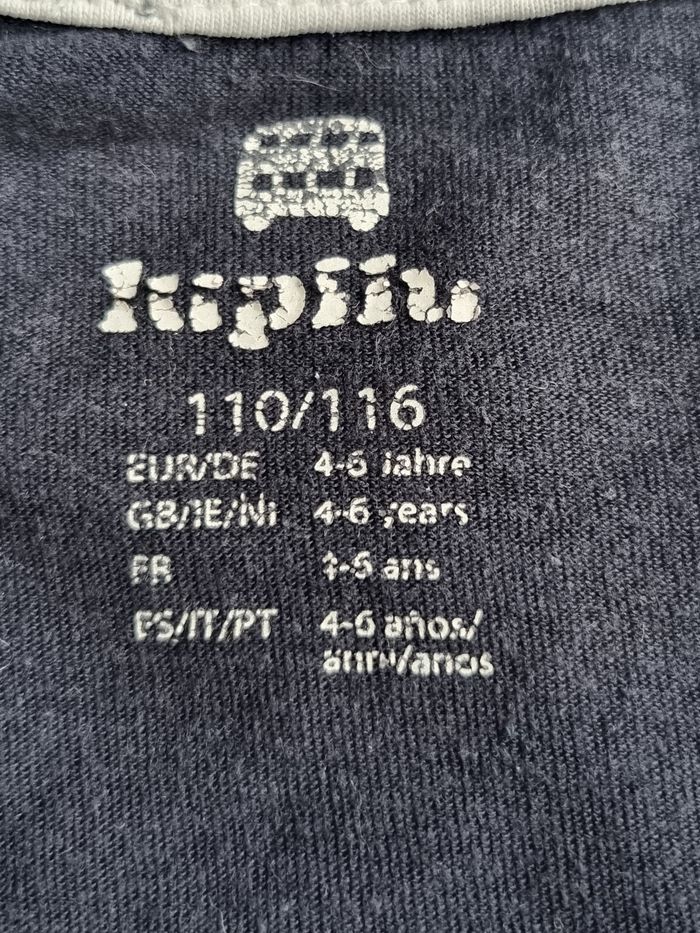 lupilu
110/116
EUR/DE 4-6 Jahre
GB/IE/NI 4-6 years
FR 4-6 ans
ES/IT/PT 4-6 años/
anni/anos